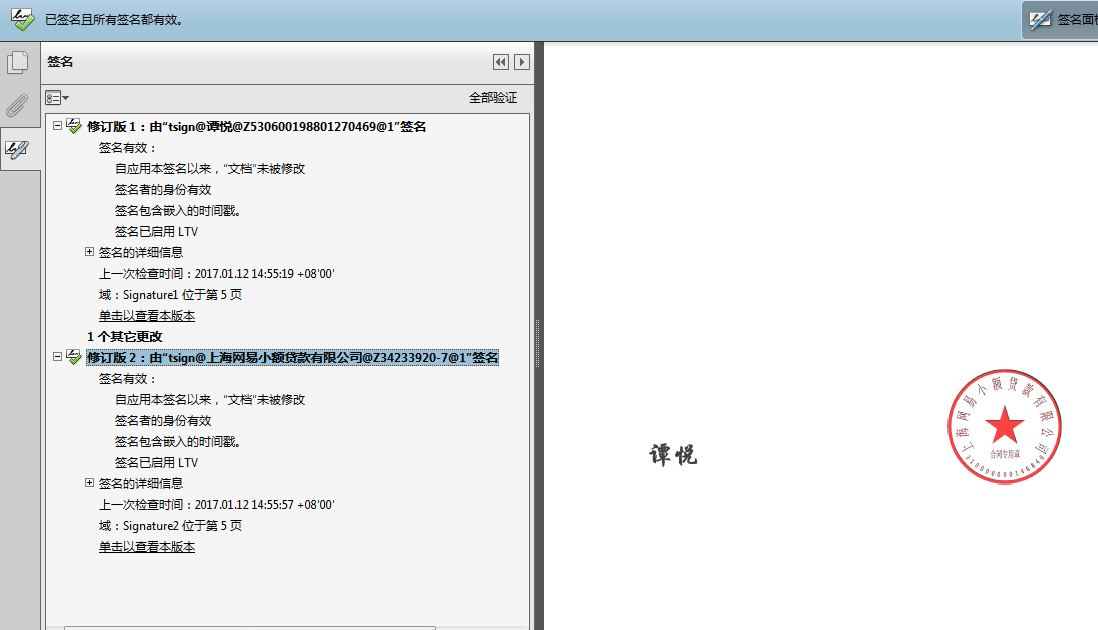 已签名且所有签名都有效。
签名面
签名
全部验证
修订版 1：由“tsign@谭悦@Z530600198801270469@1”签名
签名有效：
自应用本签名以来，“文档”未被修改
签名者的身份有效
签名包含嵌入的时间戳。
签名已启用 LTV
签名的详细信息
上一次检查时间：2017.01.12 14:55:19 +08'00'
域：Signature1 位于第 5 页
单击以查看本版本
1 个其它更改
修订版 2：由“tsign@上海网易小额贷款有限公司@Z34233920-7@1”签名
签名有效：
自应用本签名以来，“文档”未被修改
签名者的身份有效
签名包含嵌入的时间戳。
签名已启用 LTV
签名的详细信息
上一次检查时间：2017.01.12 14:55:57 +08'00'
域：Signature2 位于第 5 页
单击以查看本版本
谭悦
上海网易小额贷款有限公司
合同专用章